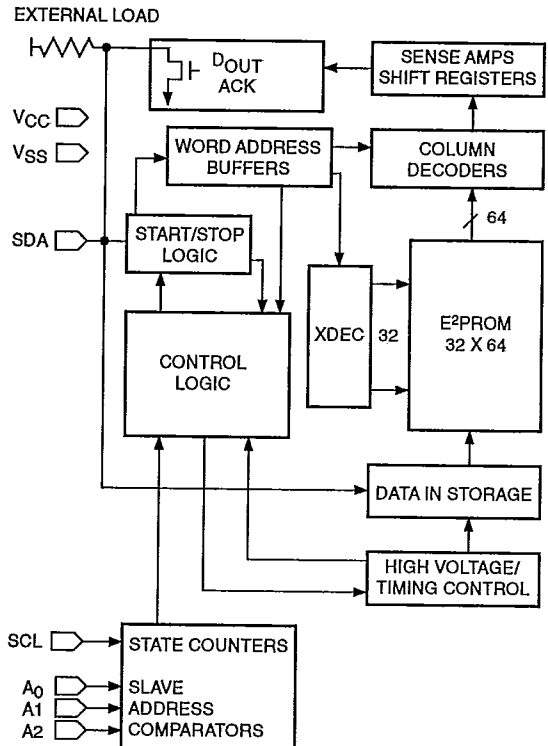 EXTERNAL LOAD
DOUT
ACK
SENSE AMPS
SHIFT REGISTERS
VCC
VSS
WORD ADDRESS
BUFFERS
COLUMN
DECODERS
64
SDA
START/STOP
LOGIC
XDEC
32
E²PROM
32 X 64
CONTROL
LOGIC
DATA IN STORAGE
HIGH VOLTAGE/
TIMING CONTROL
SCL
STATE COUNTERS
A0
SLAVE
A1
ADDRESS
A2
COMPARATORS